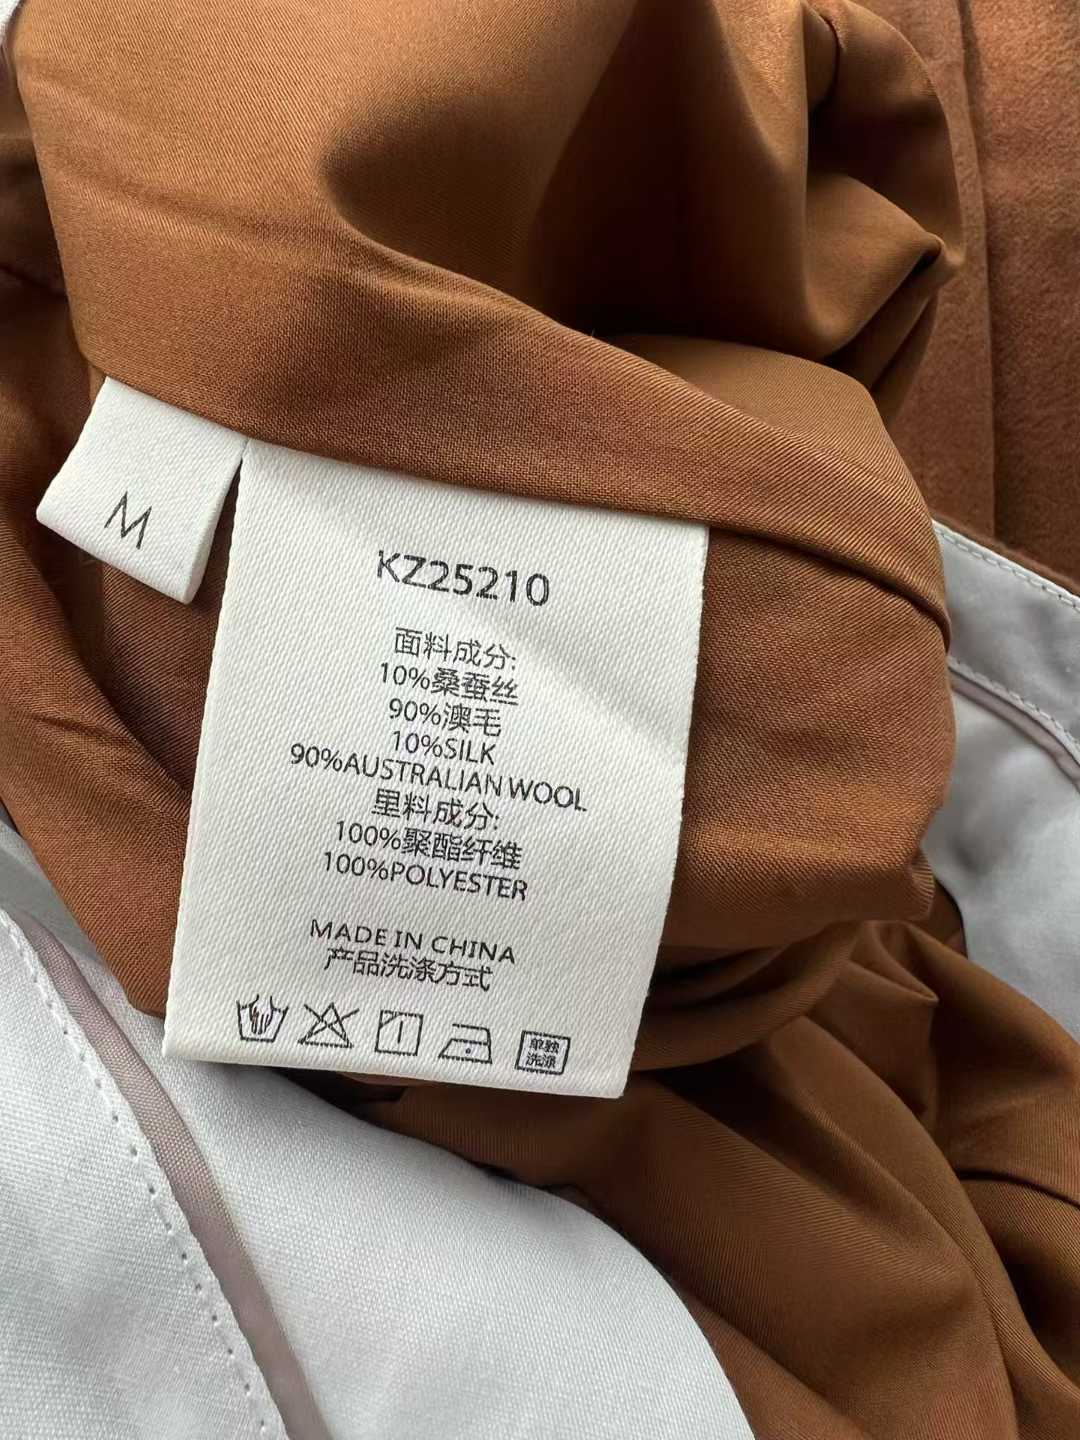 M
KZ25210
面料成分:
10%桑蚕丝
90%澳毛
10%SILK
90%AUSTRALIAN WOOL
里料成分:
100%聚酯纤维
100%POLYESTER
MADE IN CHINA
产品洗涤方式
单独
洗涤